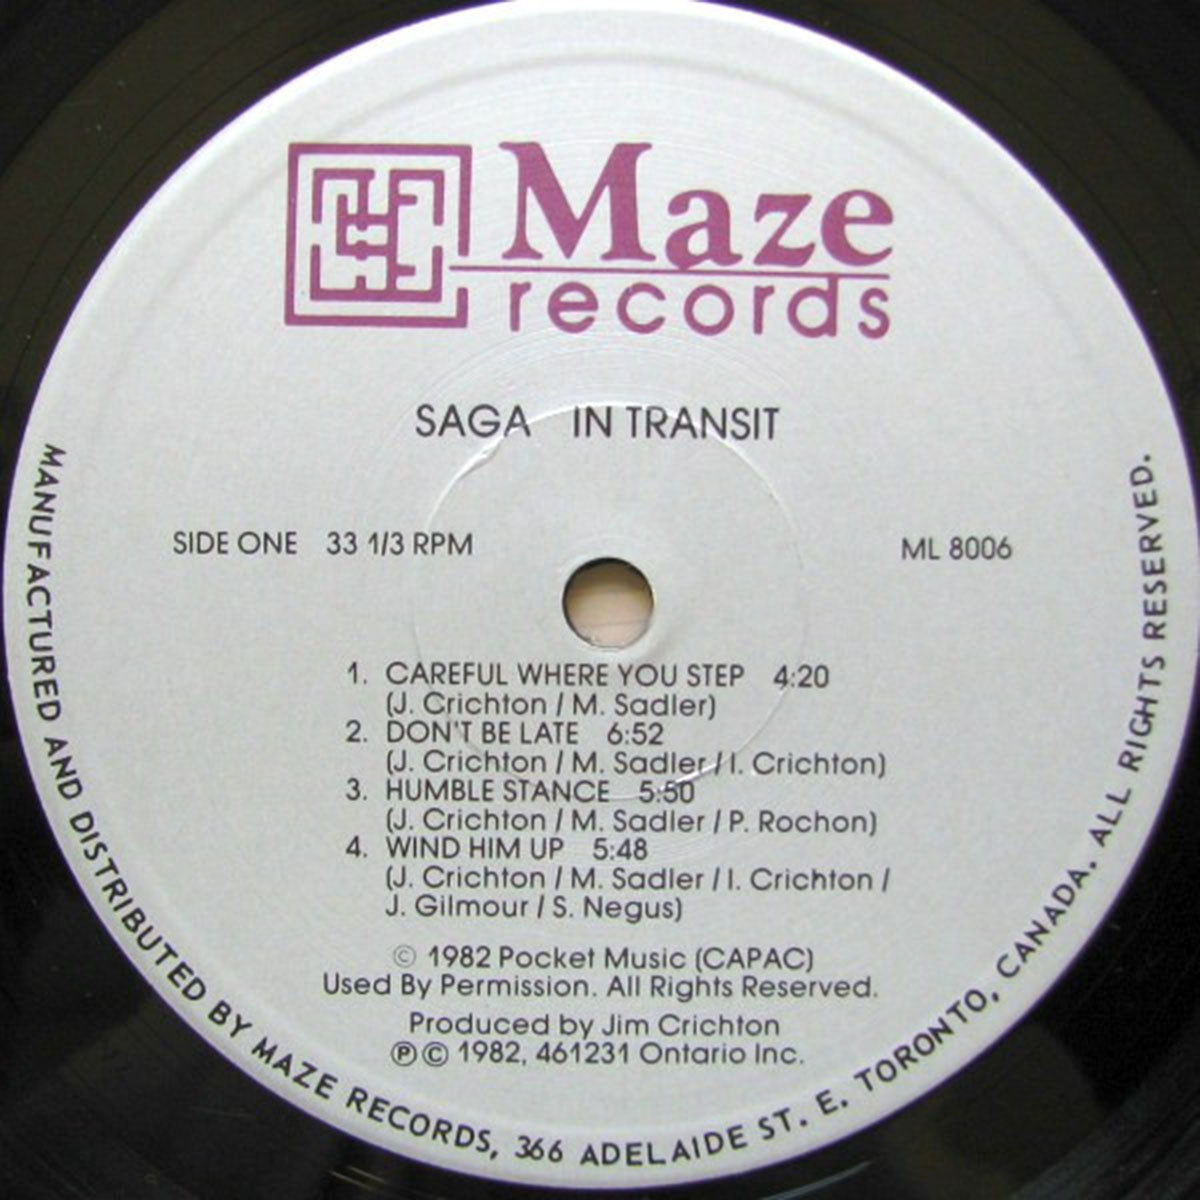 Maze
records
SAGA IN TRANSIT
SIDE ONE 33 1/3 RPM
ML 8006
1. CAREFUL WHERE YOU STEP 4:20
(J. Crichton / M. Sadler)
2. DON'T BE LATE 6:52
(J. Crichton / M. Sadler / I. Crichton)
3. HUMBLE STANCE 5:50
(J. Crichton / M. Sadler / P. Rochon)
4. WIND HIM UP 5:48
(J. Crichton / M. Sadler / I. Crichton /
J. Gilmour / S. Negus)
© 1982 Pocket Music (CAPAC)
Used By Permission. All Rights Reserved.
Produced by Jim Crichton
℗ © 1982, 461231 Ontario Inc.
MANUFACTURED AND DISTRIBUTED BY MAZE RECORDS, 366 ADELAIDE ST. E. TORONTO, CANADA. ALL RIGHTS RESERVED.